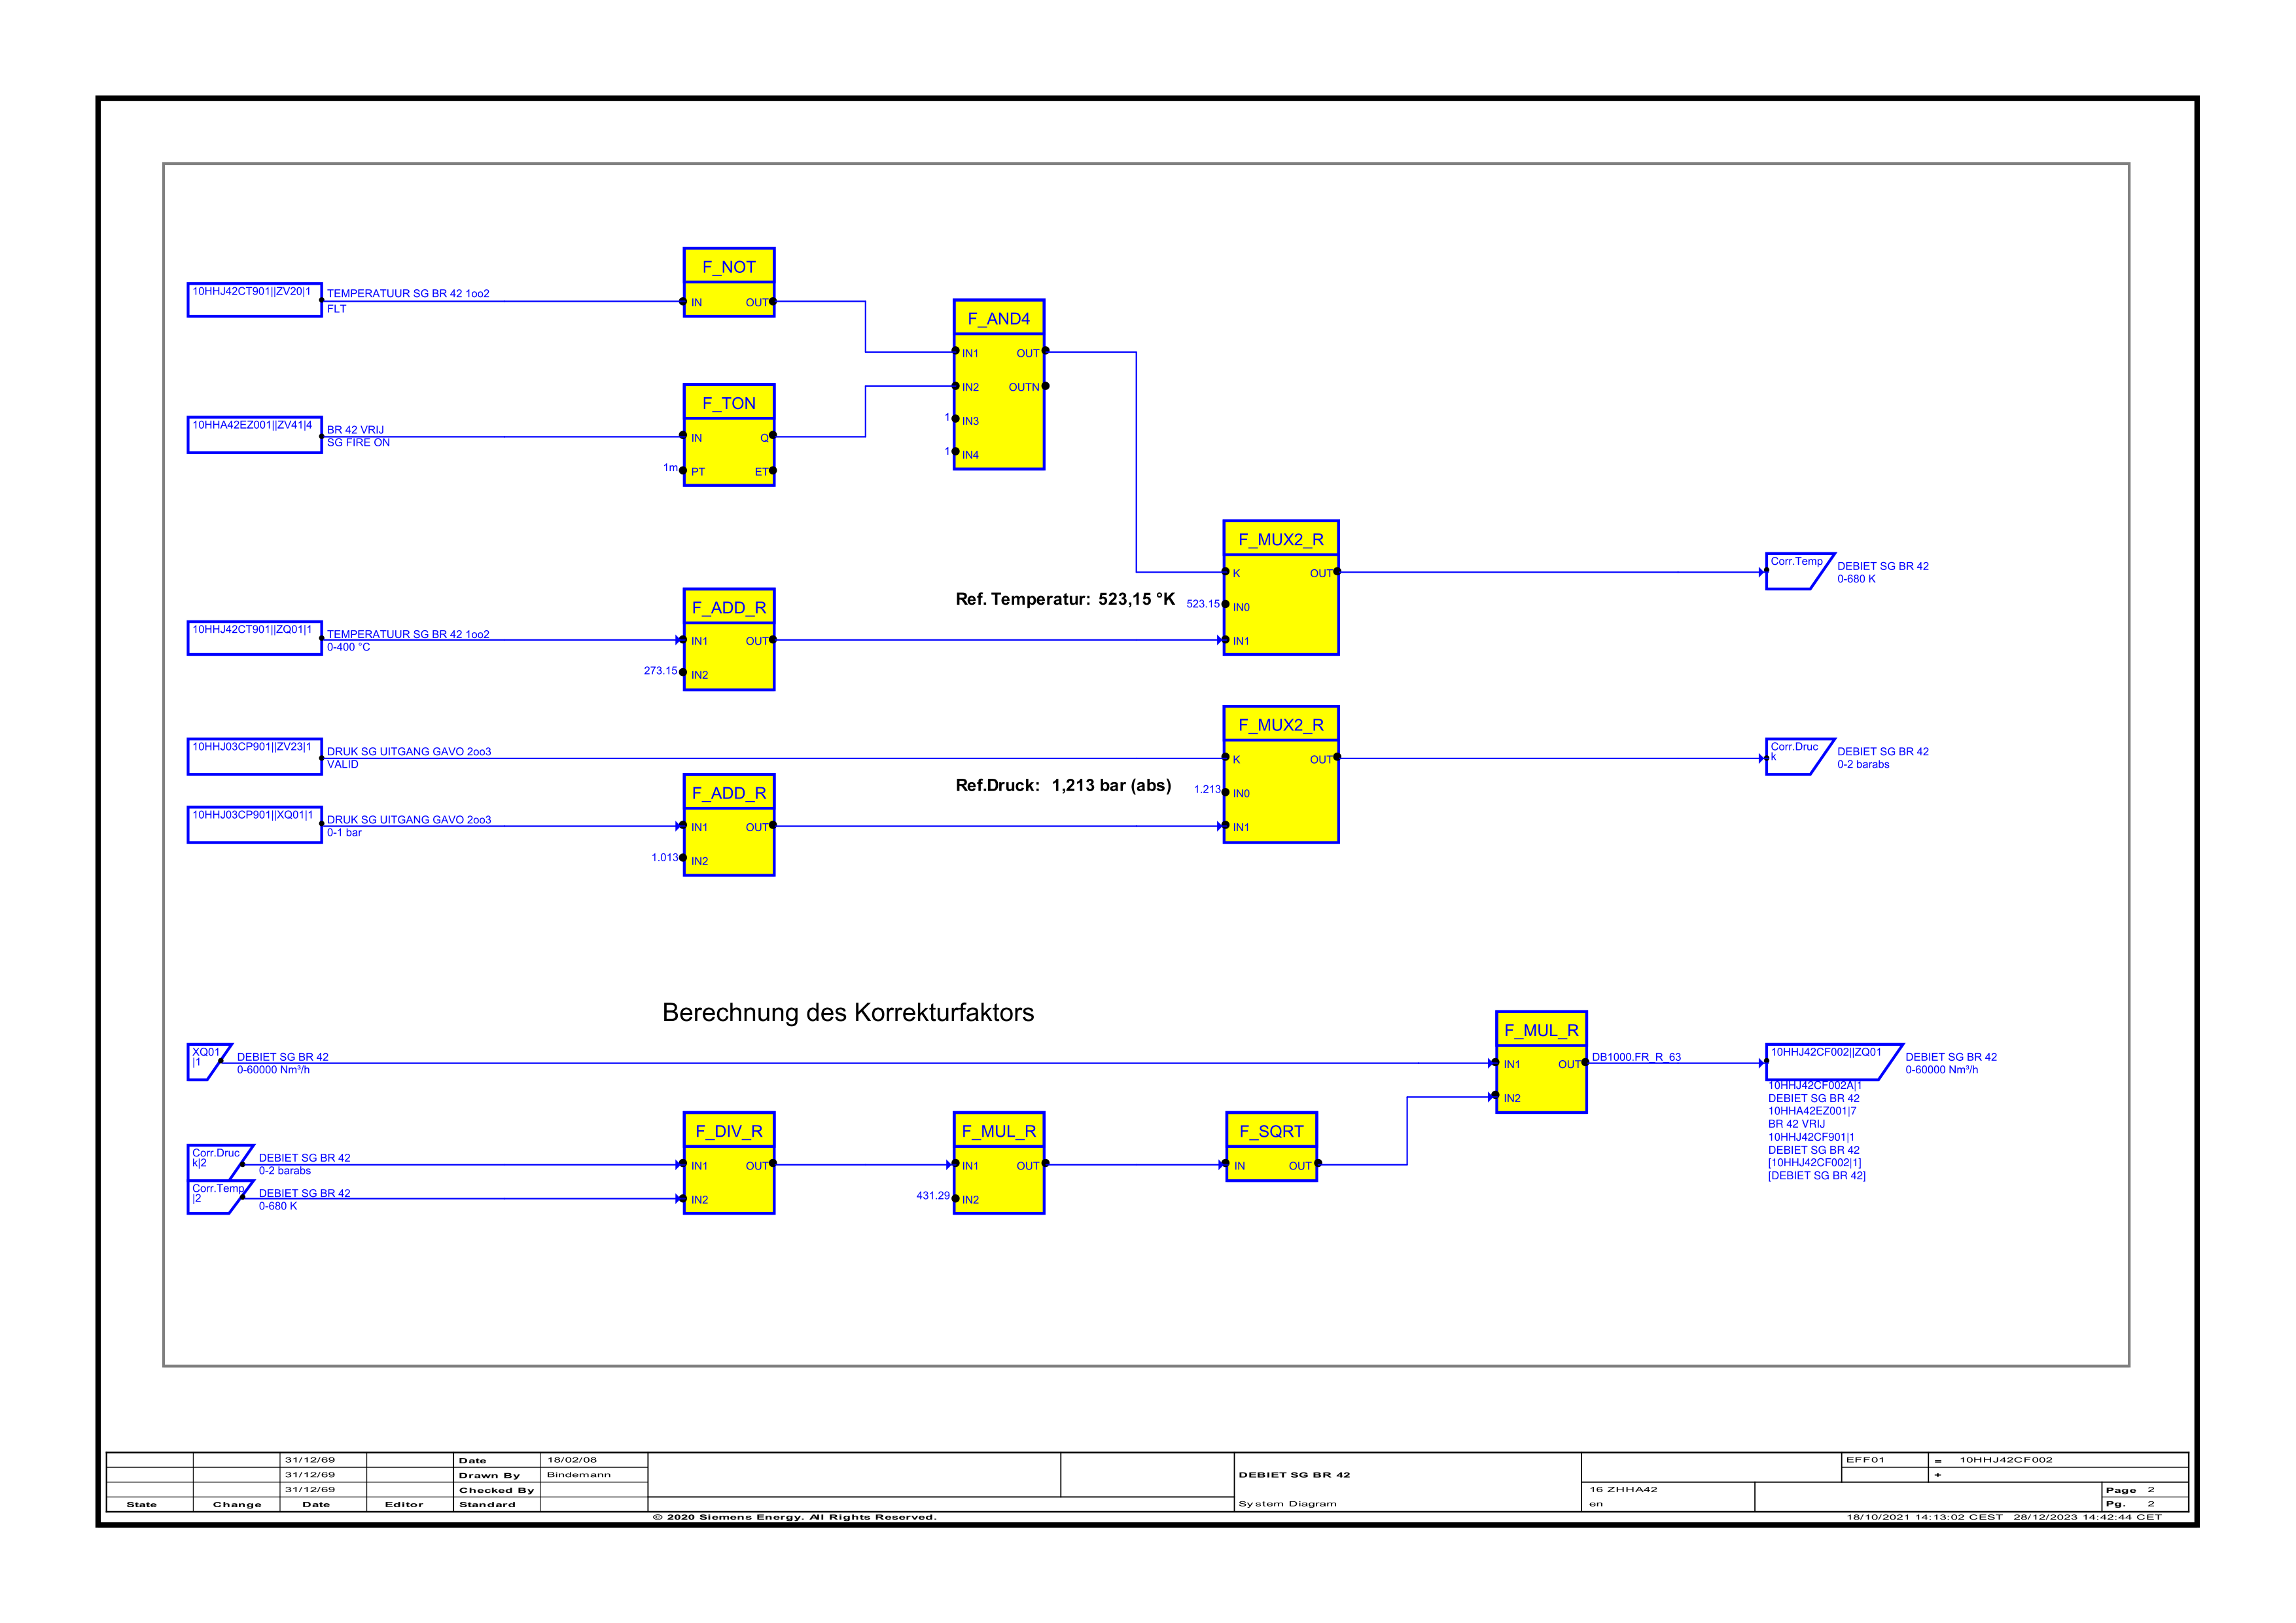 F_NOT
10HHJ42CT901||ZV20|1
TEMPERATUUR SG BR 42 1oo2
FLT
IN OUT
F_AND4
IN1 OUT
IN2 OUTN
1 IN3
1 IN4
F_TON
10HHA42EZ001||ZV41|4
BR 42 VRIJ
SG FIRE ON
IN Q
1m PT ET
F_MUX2_R
K OUT
Ref. Temperatur: 523,15 °K
523.15 IN0
IN1
Corr.Temp
DEBIET SG BR 42
0-680 K
F_ADD_R
10HHJ42CT901||ZQ01|1
TEMPERATUUR SG BR 42 1oo2
0-400 °C
IN1 OUT
273.15 IN2
F_MUX2_R
10HHJ03CP901||ZV23|1
DRUK SG UITGANG GAVO 2oo3
VALID
K OUT
Ref.Druck: 1,213 bar (abs)
1.213 IN0
IN1
Corr.Druc
k
DEBIET SG BR 42
0-2 barabs
F_ADD_R
10HHJ03CP901||XQ01|1
DRUK SG UITGANG GAVO 2oo3
0-1 bar
IN1 OUT
1.013 IN2
Berechnung des Korrekturfaktors
F_MUL_R
XQ01
|1
DEBIET SG BR 42
0-60000 Nm³/h
IN1 OUT
IN2
DB1000.FR_R_63
10HHJ42CF002||ZQ01
DEBIET SG BR 42
0-60000 Nm³/h
10HHJ42CF002A|1
DEBIET SG BR 42
10HHA42EZ001|7
BR 42 VRIJ
10HHJ42CF901|1
DEBIET SG BR 42
[10HHJ42CF002|1]
[DEBIET SG BR 42]
F_DIV_R
F_MUL_R
F_SQRT
Corr.Druc
k|2
DEBIET SG BR 42
0-2 barabs
IN1 OUT
IN1 OUT
IN OUT
Corr.Temp
|2
DEBIET SG BR 42
0-680 K
IN2
431.29 IN2
31/12/69 Date 18/02/08
31/12/69 Drawn By Bindemann
31/12/69 Checked By
State Change Date Editor Standard
DEBIET SG BR 42
System Diagram
16 ZHHA42
en
EFF01 = 10HHJ42CF002
+
Page 2
Pg. 2
© 2020 Siemens Energy. All Rights Reserved.
18/10/2021 14:13:02 CEST 28/12/2023 14:42:44 CET